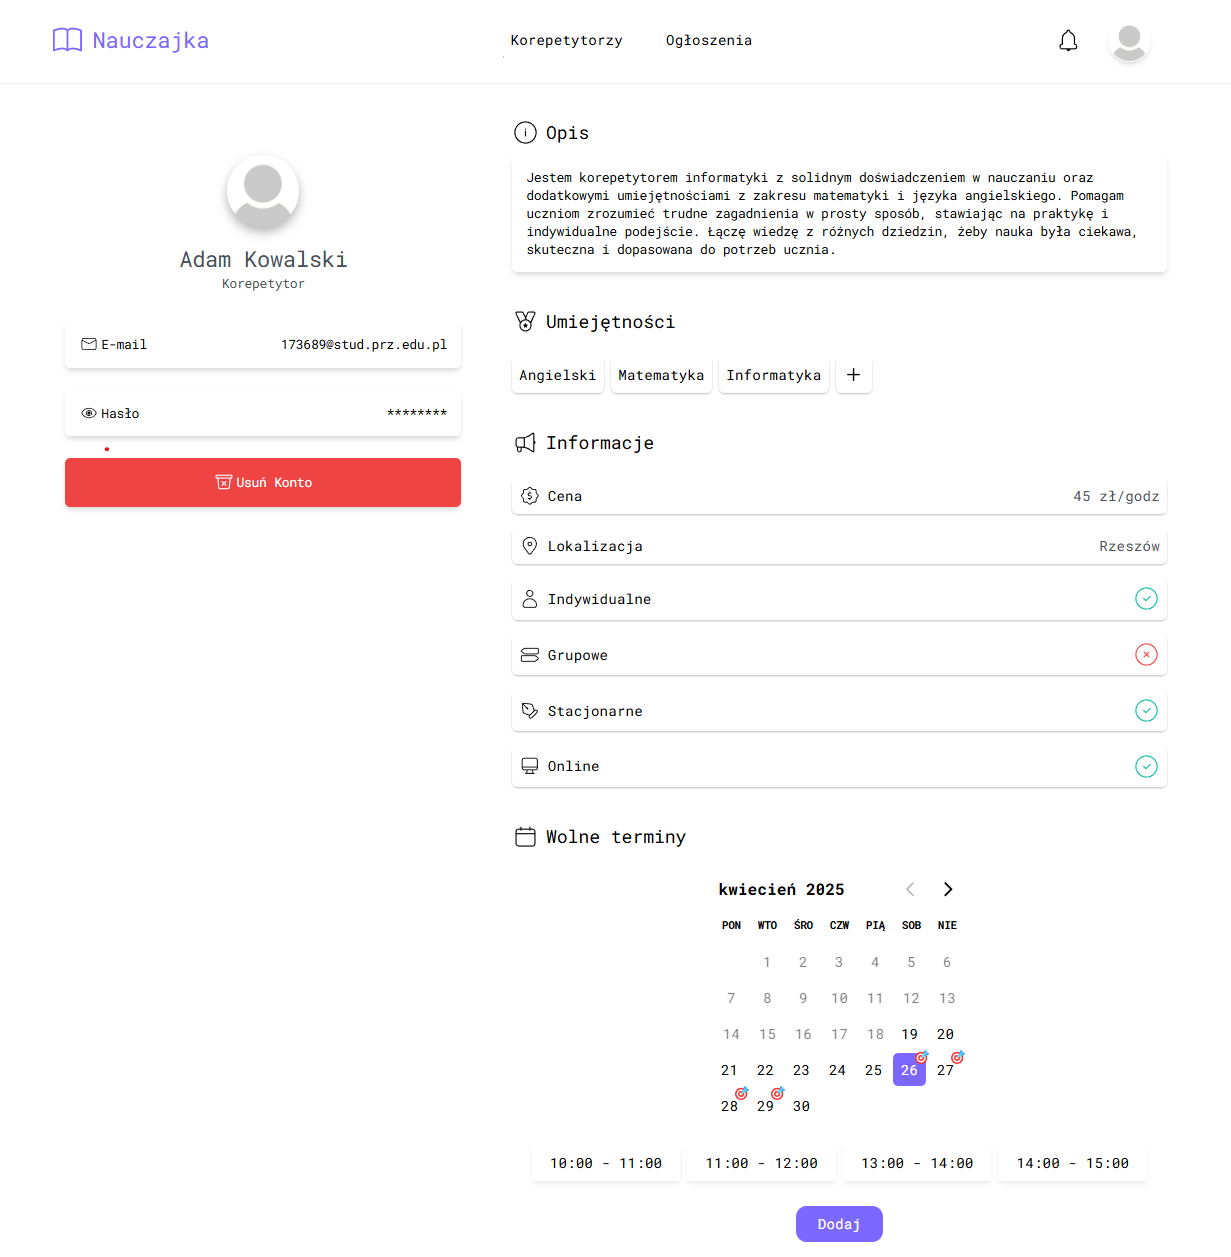 Nauczajka
Korepetytorzy Ogłoszenia
Adam Kowalski
Korepetytor
E-mail 173689@stud.prz.edu.pl
Hasło ********
Usuń Konto
Opis
Jestem korepetytorem informatyki z solidnym doświadczeniem w nauczaniu oraz
dodatkowymi umiejętnościami z zakresu matematyki i języka angielskiego. Pomagam
uczniom zrozumieć trudne zagadnienia w prosty sposób, stawiając na praktykę i
indywidualne podejście. Łączę wiedzę z różnych dziedzin, żeby nauka była ciekawa,
skuteczna i dopasowana do potrzeb ucznia.
Umiejętności
Angielski Matematyka Informatyka +
Informacje
Cena 45 zł/godz
Lokalizacja Rzeszów
Indywidualne
Grupowe
Stacjonarne
Online
Wolne terminy
kwiecień 2025
PON WTO ŚRO CZW PIĄ SOB NIE
1 2 3 4 5 6
7 8 9 10 11 12 13
14 15 16 17 18 19 20
21 22 23 24 25 26 27
28 29 30
10:00 - 11:00 11:00 - 12:00 13:00 - 14:00 14:00 - 15:00
Dodaj